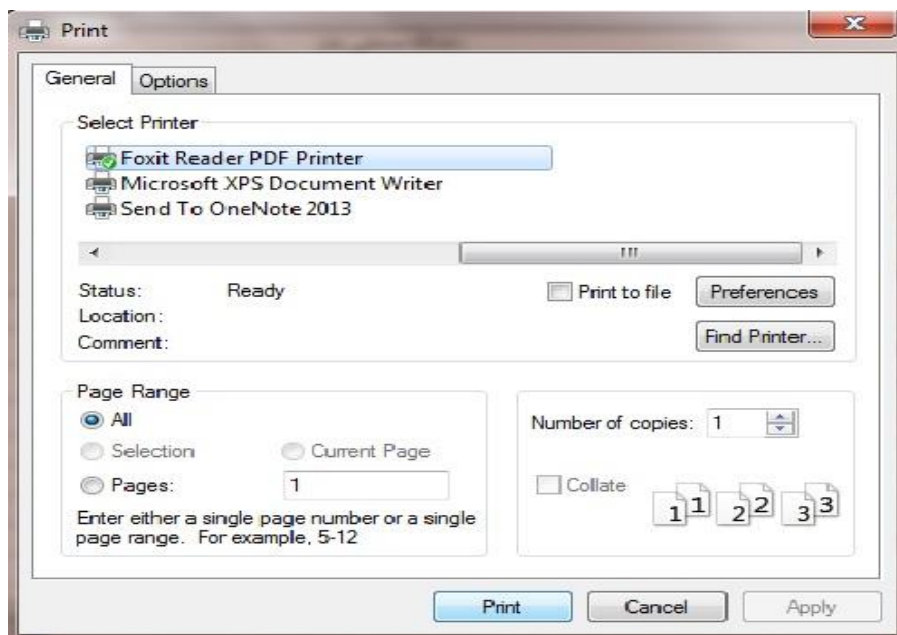 Print
General Options
Select Printer
Foxit Reader PDF Printer
Microsoft XPS Document Writer
Send To OneNote 2013
Status: Ready
Print to file
Preferences
Location:
Comment:
Find Printer...
Page Range
All
Selection
Current Page
Pages: 1
Enter either a single page number or a single
page range. For example, 5-12
Number of copies: 1
Collate
1 1 2 2 3 3
Print Cancel Apply